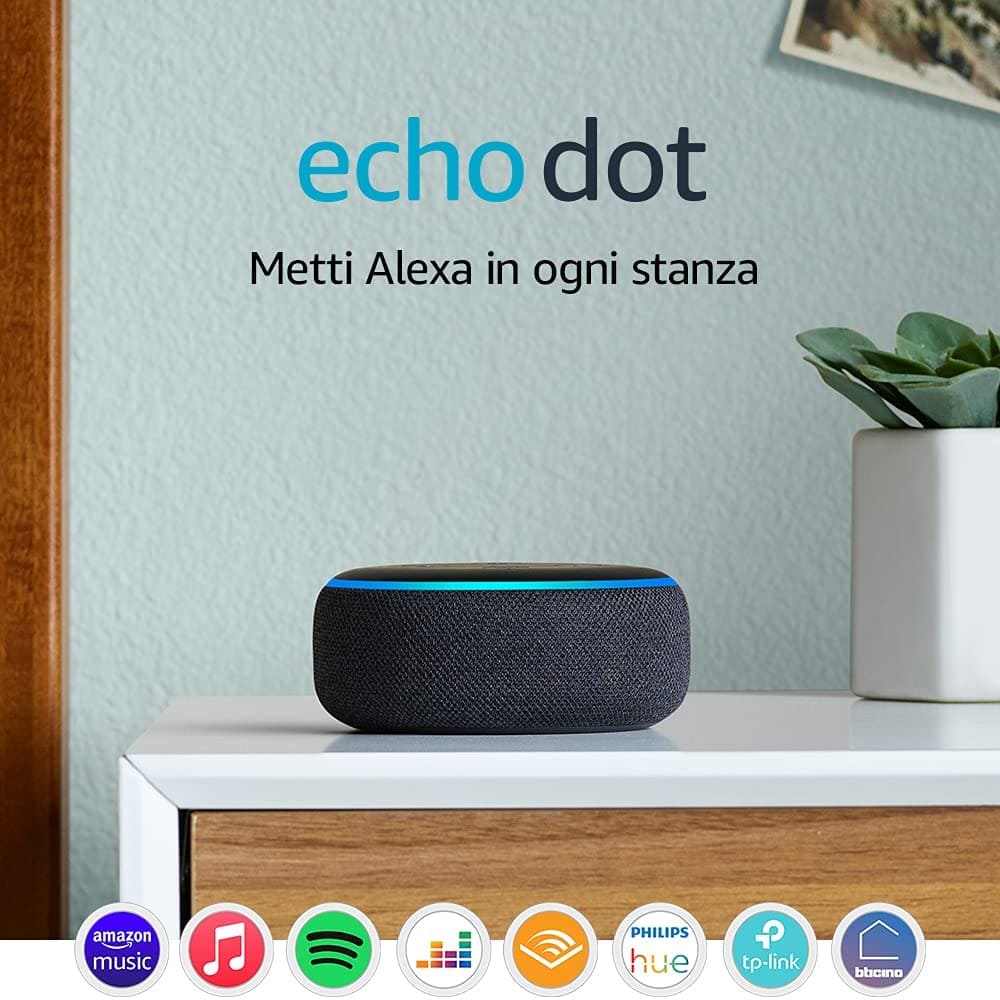 echo dot
Metti Alexa in ogni stanza
amazon
music
PHILIPS
hue
tp-link
bticino